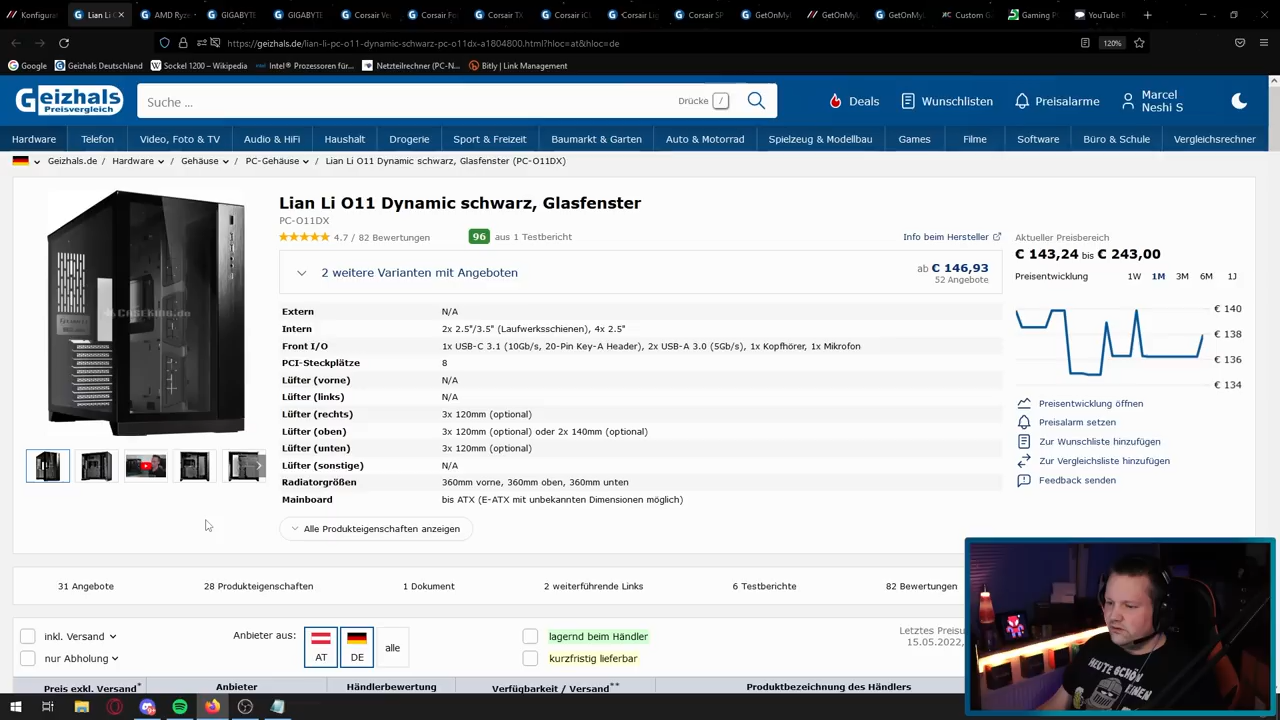 Konfigura
Lian Li O
AMD Ryze
GIGABYTE
GIGABYTE
Corsair Ve
Corsair Fo
Corsair TX
Corsair iC
Corsair Lig
Corsair SP
GetOnMyL
GetOnMyL
GetOnMyL
Custom G
Gaming P
YouTube
https://geizhals.de/lian-li-pc-o11-dynamic-schwarz-pc-o11dx-a1804800.html?hloc=at&hloc=de
120%
Google
Geizhals Deutschland
Sockel 1200 – Wikipedia
Intel® Prozessoren für...
Netzteilrechner (PC-N...
Bitly | Link Management
Geizhals
Preisvergleich
Suche ...
Drücke /
Deals
Wunschlisten
Preisalarme
Marcel
Neshi S
Hardware
Telefon
Video, Foto & TV
Audio & HiFi
Haushalt
Drogerie
Sport & Freizeit
Baumarkt & Garten
Auto & Motorrad
Spielzeug & Modellbau
Games
Filme
Software
Büro & Schule
Vergleichsrechner
Geizhals.de / Hardware / Gehäuse / PC-Gehäuse / Lian Li O11 Dynamic schwarz, Glasfenster (PC-O11DX)
CASEKING.de
Lian Li O11 Dynamic schwarz, Glasfenster
PC-O11DX
4.7 / 82 Bewertungen
96 aus 1 Testbericht
Info beim Hersteller
2 weitere Varianten mit Angeboten
ab € 146,93
52 Angebote
Extern N/A
Intern 2x 2.5"/3.5" (Laufwerksschienen), 4x 2.5"
Front I/O 1x USB-C 3.1 (10Gb/s, 20-Pin Key-A Header), 2x USB-A 3.0 (5Gb/s), 1x Kopfhörer, 1x Mikrofon
PCI-Steckplätze 8
Lüfter (vorne) N/A
Lüfter (links) N/A
Lüfter (rechts) 3x 120mm (optional)
Lüfter (oben) 3x 120mm (optional) oder 2x 140mm (optional)
Lüfter (unten) 3x 120mm (optional)
Lüfter (sonstige) N/A
Radiatorgrößen 360mm vorne, 360mm oben, 360mm unten
Mainboard bis ATX (E-ATX mit unbekannten Dimensionen möglich)
Alle Produkteigenschaften anzeigen
Aktueller Preisbereich
€ 143,24 bis € 243,00
Preisentwicklung 1W 1M 3M 6M 1J
€ 140
€ 138
€ 136
€ 134
Preisentwicklung öffnen
Preisalarm setzen
Zur Wunschliste hinzufügen
Zur Vergleichsliste hinzufügen
Feedback senden
31 Angebote
28 Produkteigenschaften
1 Dokument
2 weiterführende Links
6 Testberichte
82 Bewertungen
inkl. Versand
nur Abholung
Anbieter aus:
AT
DE
alle
lagernd beim Händler
kurzfristig lieferbar
Letztes Preisu
15.05.2022,
Preis exkl. Versand*
Anbieter
Händlerbewertung
Verfügbarkeit / Versand**
Produktbezeichnung des Händlers
HEUTE SCHON
EINEN